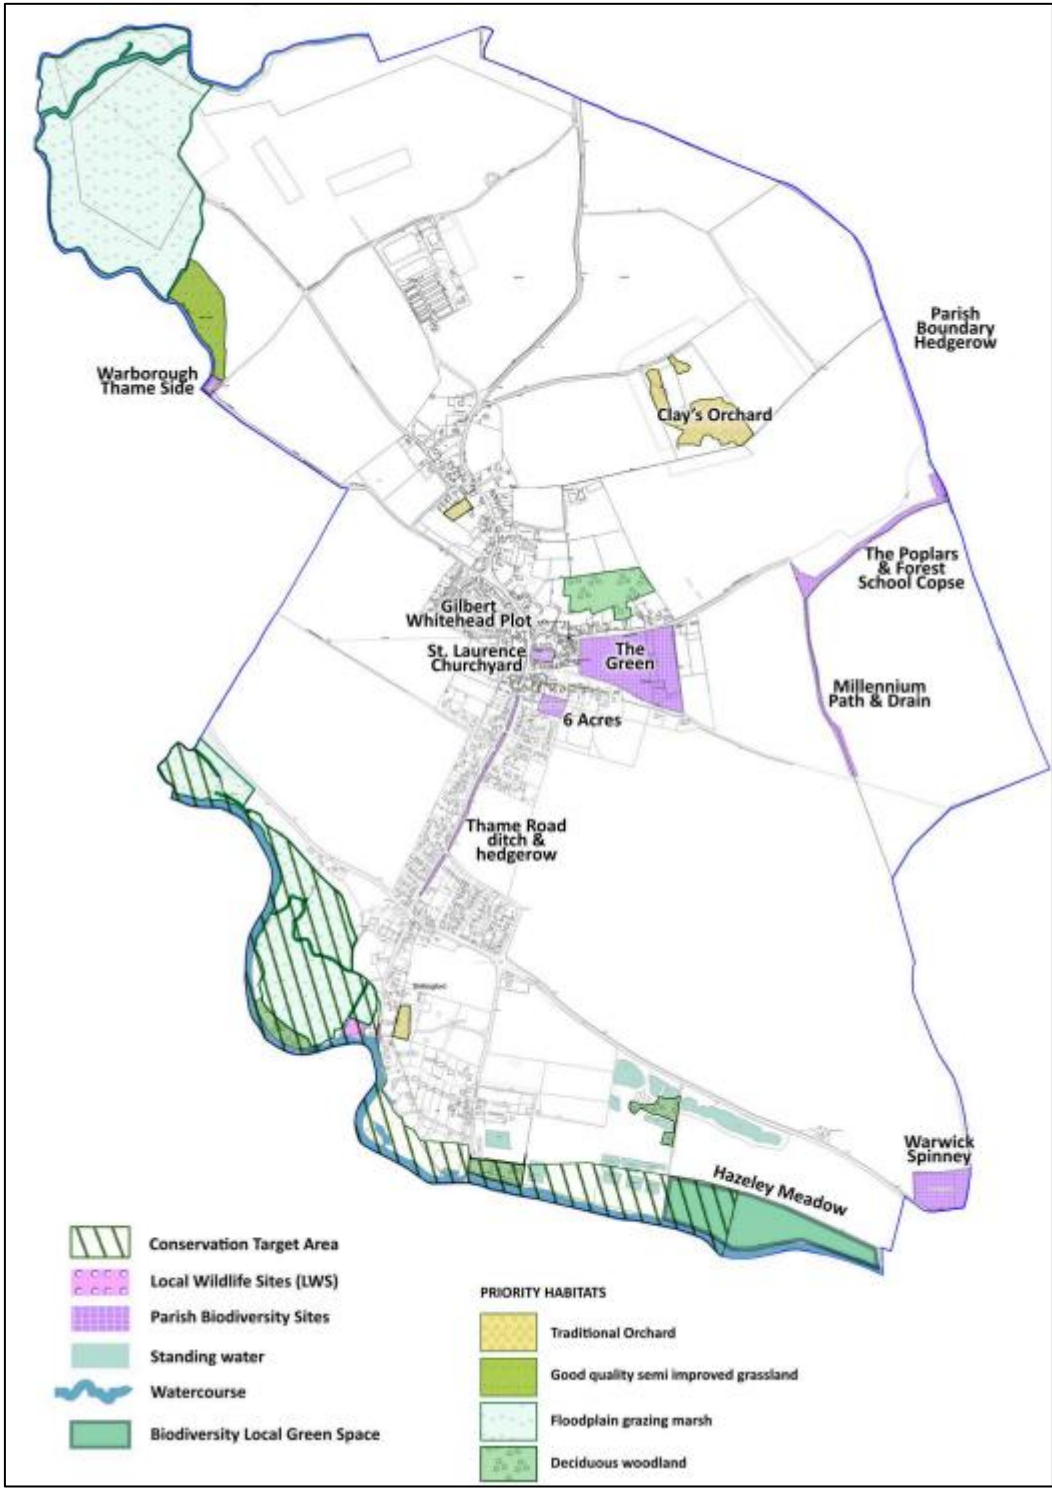 Parish
Boundary
Hedgerow
Warborough
Thame Side
Clay's Orchard
The Poplars
& Forest
School Copse
Gilbert
Whitehead Plot
St. Laurence
Churchyard
The
Green
Millennium
Path & Drain
6 Acres
Thame Road
ditch &
hedgerow
Warwick
Spinney
Hazeley Meadow
Conservation Target Area
Local Wildlife Sites (LWS)
Parish Biodiversity Sites
Standing water
Watercourse
Biodiversity Local Green Space
PRIORITY HABITATS
Traditional Orchard
Good quality semi improved grassland
Floodplain grazing marsh
Deciduous woodland